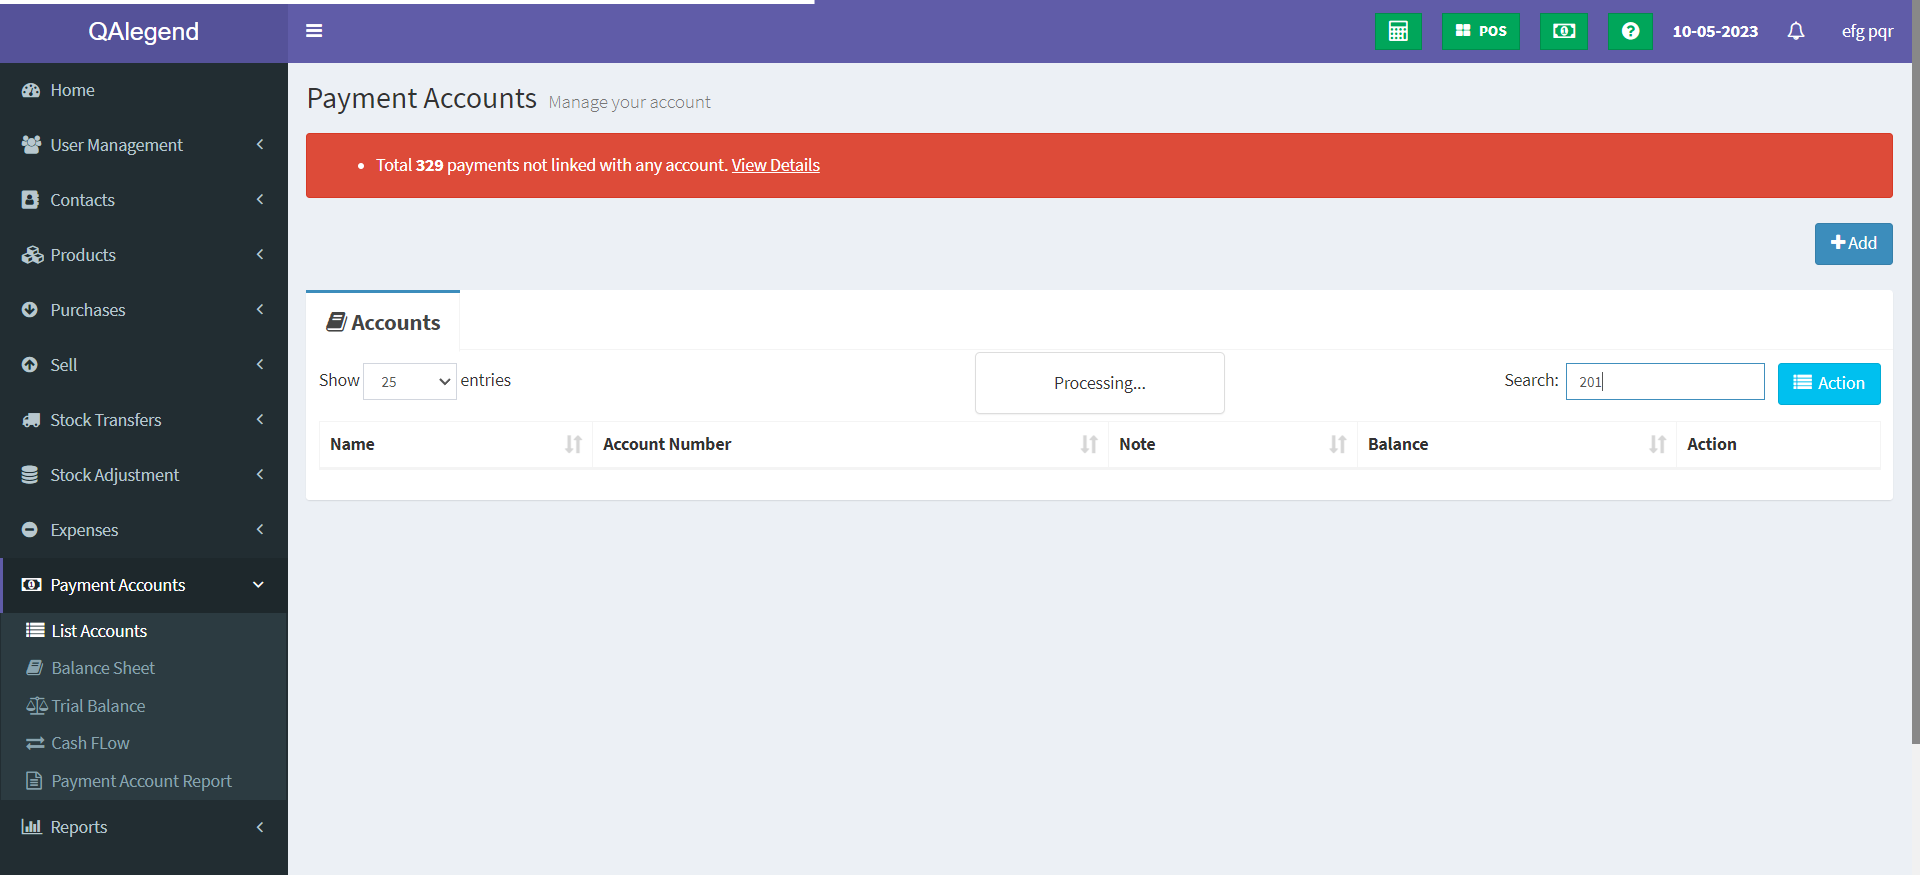 QAlegend
POS
10-05-2023
efg pqr
Home
User Management
Contacts
Products
Purchases
Sell
Stock Transfers
Stock Adjustment
Expenses
Payment Accounts
List Accounts
Balance Sheet
Trial Balance
Cash FLow
Payment Account Report
Reports
Payment Accounts Manage your account
Total 329 payments not linked with any account. View Details
Add
Accounts
Show 25 entries
Processing...
Search: 201
Action
Name Account Number Note Balance Action